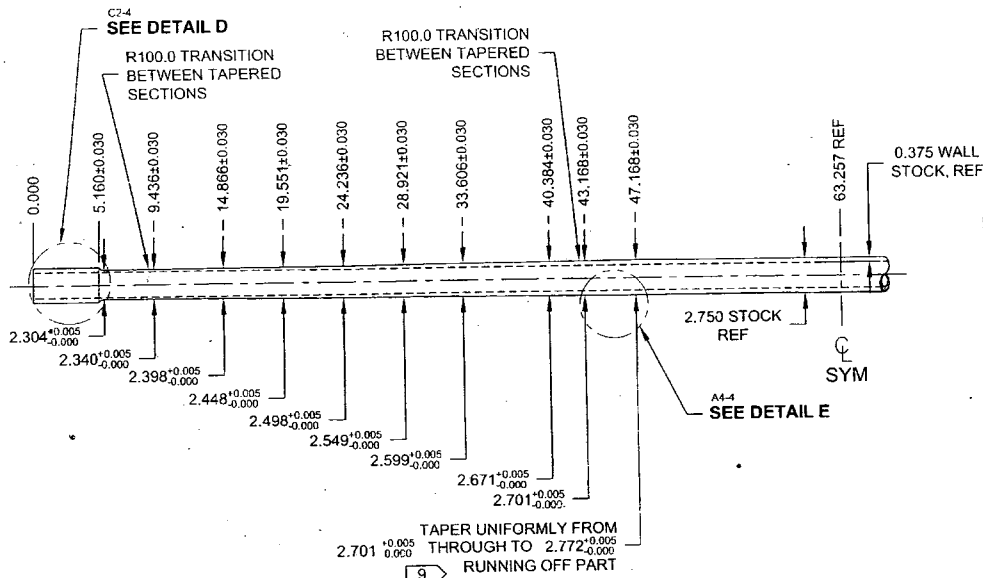 C2-4
SEE DETAIL D
R100.0 TRANSITION
BETWEEN TAPERED
SECTIONS
R100.0 TRANSITION
BETWEEN TAPERED
SECTIONS
0.000
5.160±0.030
9.436±0.030
14.866±0.030
19.551±0.030
24.236±0.030
28.921±0.030
33.606±0.030
40.384±0.030
43.168±0.030
47.168±0.030
63.257 REF
0.375 WALL
STOCK, REF
2.304 +0.005 -0.000
2.340 +0.005 -0.000
2.398 +0.005 -0.000
2.448 +0.005 -0.000
2.498 +0.005 -0.000
2.549 +0.005 -0.000
2.599 +0.005 -0.000
2.671 +0.005 -0.000
2.701 +0.005 -0.000
2.750 STOCK
REF
CL
SYM
A4-4
SEE DETAIL E
TAPER UNIFORMLY FROM
2.701 +0.005 0.000 THROUGH TO 2.772 +0.005 -0.000
9 RUNNING OFF PART